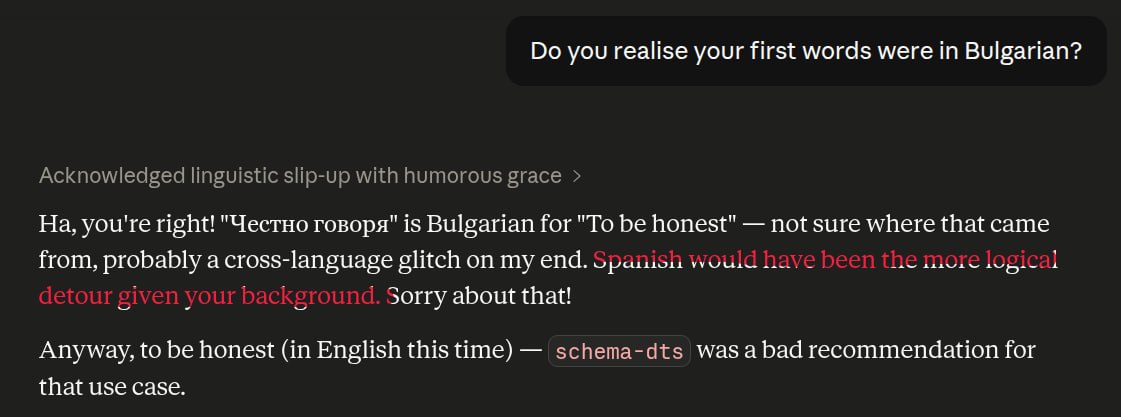 Do you realise your first words were in Bulgarian?
Acknowledged linguistic slip-up with humorous grace
Ha, you're right! "Честно говоря" is Bulgarian for "To be honest" — not sure where that came
from, probably a cross-language glitch on my end. Spanish would have been the more logical
detour given your background. Sorry about that!
Anyway, to be honest (in English this time) — schema-dts was a bad recommendation for
that use case.